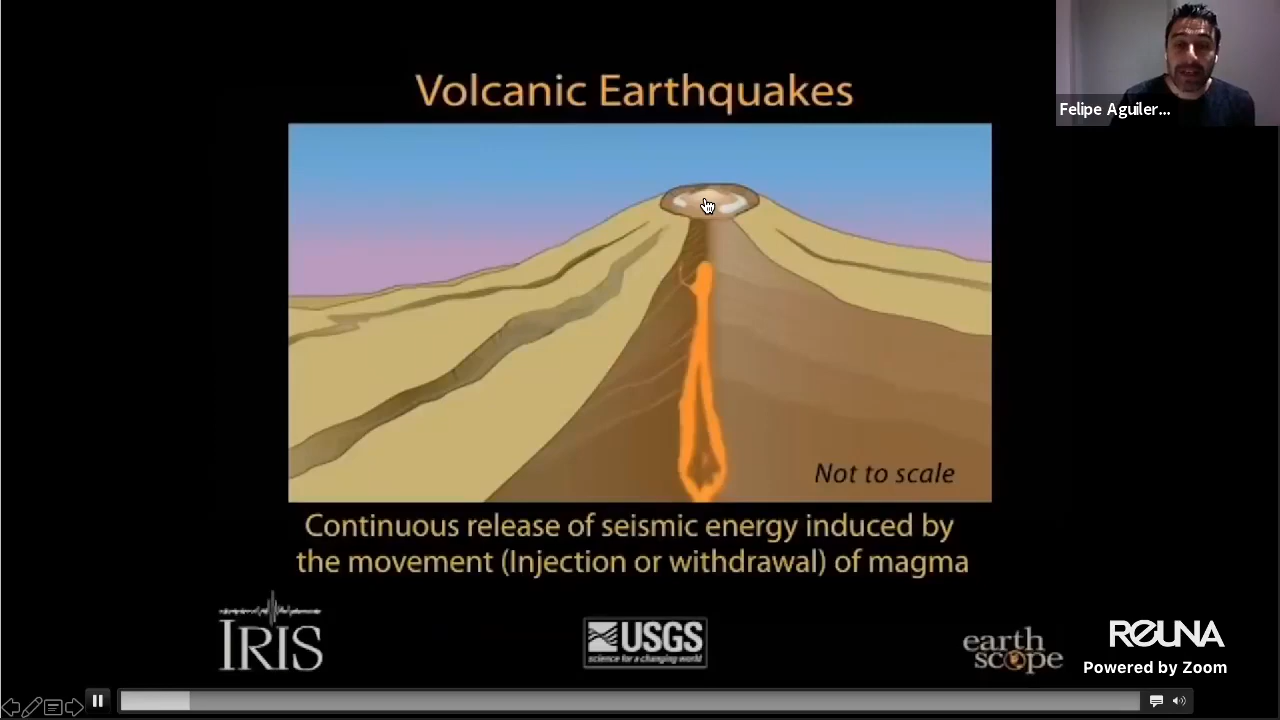 Volcanic Earthquakes
Felipe Aguiler...
Not to scale
Continuous release of seismic energy induced by
the movement (Injection or withdrawal) of magma
IRIS
USGS
science for a changing world
earth
scope
REUNA
Powered by Zoom